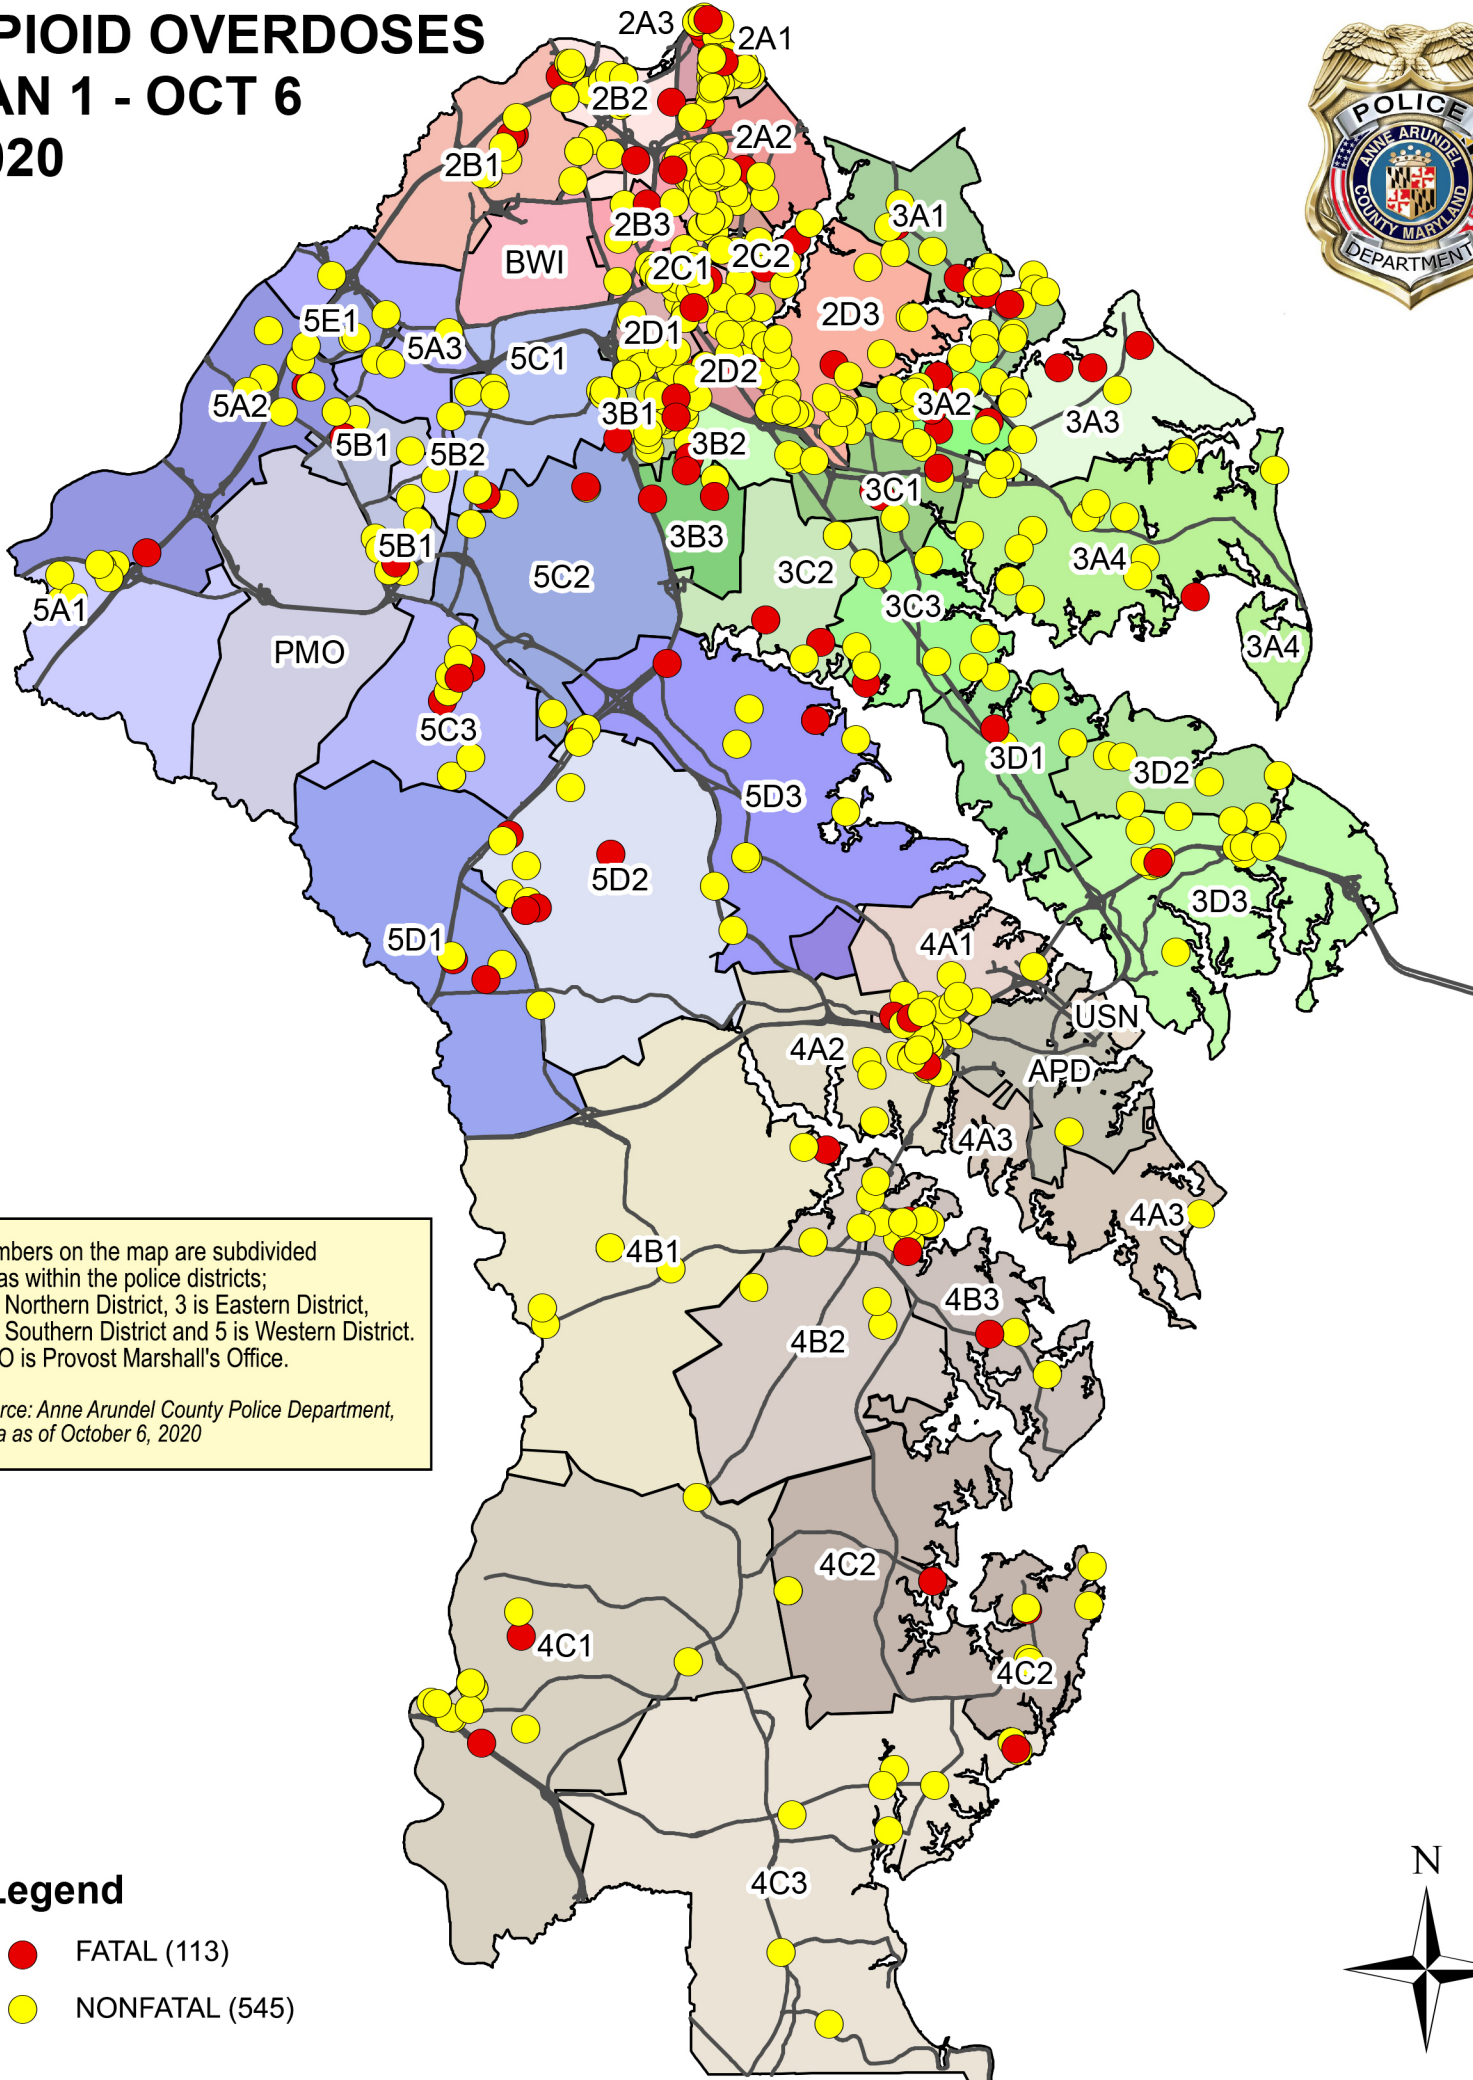 PIOID OVERDOSES
AN 1 - OCT 6
020
POLICE
ANNE ARUNDEL
COUNTY MARYLAND
DEPARTMENT
2A3
2A1
2B2
2A2
2B1
3A1
2B3
BWI
2C1
2C2
5E1
2D1
2D3
5A3
5C1
2D2
5A2
3B1
3A2
3A3
5B1
5B2
3B2
3C1
3B3
5B1
5C2
3C2
3A4
5A1
3C3
PMO
3A4
5C3
3D1
3D2
5D3
5D2
3D3
5D1
4A1
USN
4A2
APD
4A3
4A3
4B1
4B3
4B2
4C2
4C1
4C2
4C3
mbers on the map are subdivided
as within the police districts;
Northern District, 3 is Eastern District,
Southern District and 5 is Western District.
O is Provost Marshall's Office.
rce: Anne Arundel County Police Department,
a as of October 6, 2020
Legend
FATAL (113)
NONFATAL (545)
N